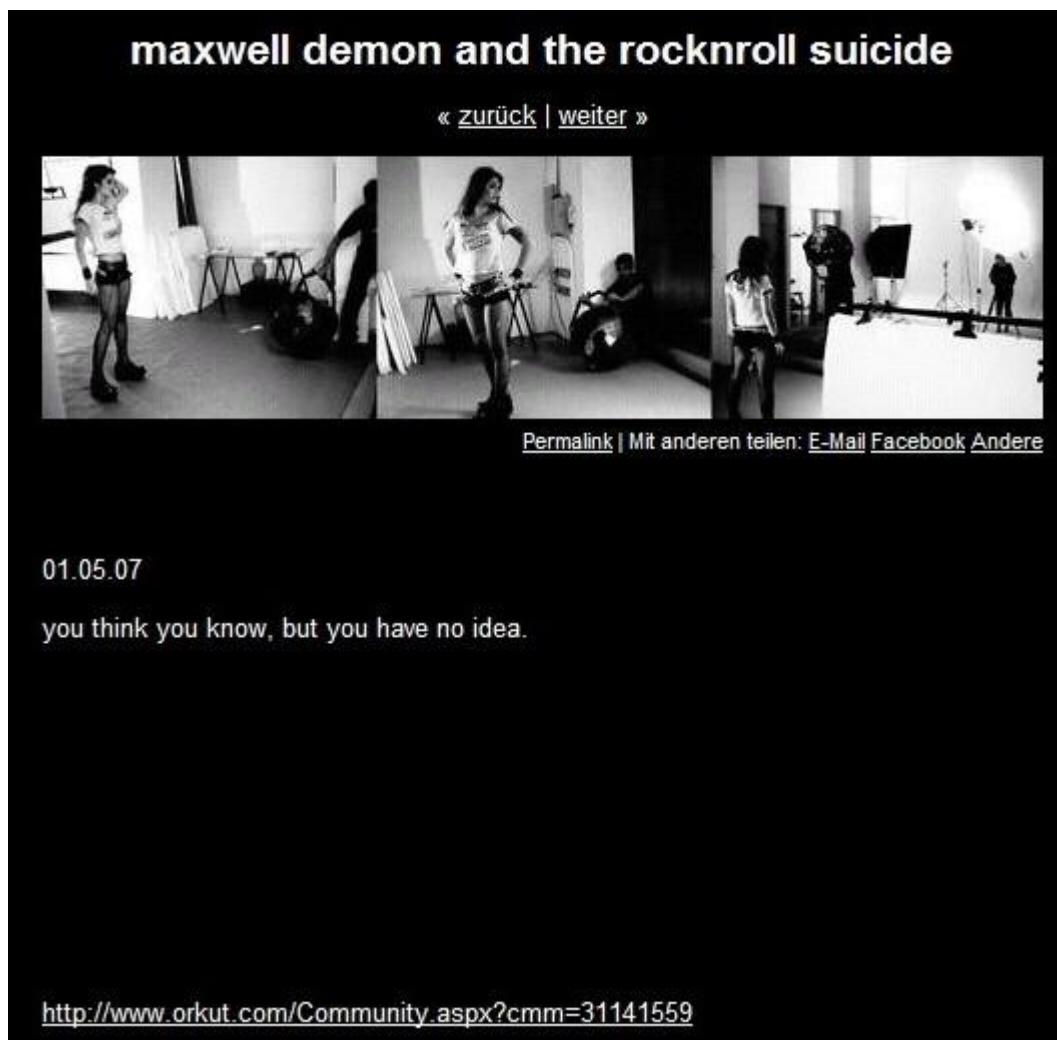 maxwell demon and the rocknroll suicide
« zurück | weiter »
Permalink | Mit anderen teilen: E-Mail Facebook Andere
01.05.07
you think you know, but you have no idea.
http://www.orkut.com/Community.aspx?cmm=31141559